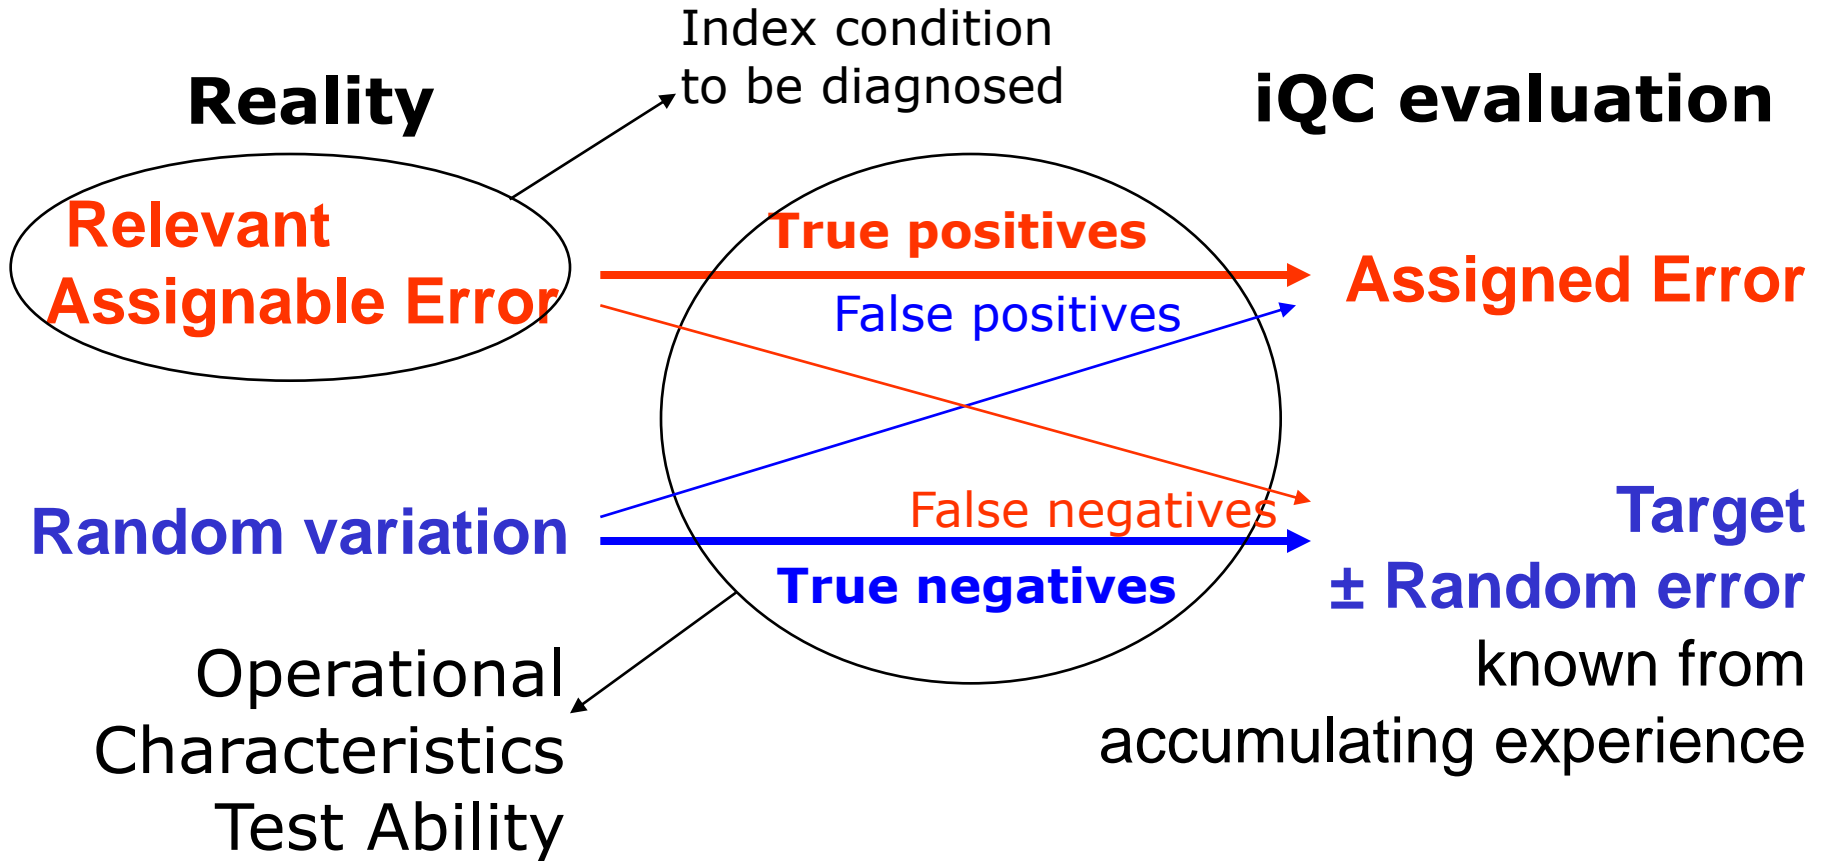 Index condition
to be diagnosed
Reality
iQC evaluation
Relevant
Assignable Error
True positives
False positives
Assigned Error
Random variation
False negatives
True negatives
Target
± Random error
known from
accumulating experience
Operational
Characteristics
Test Ability